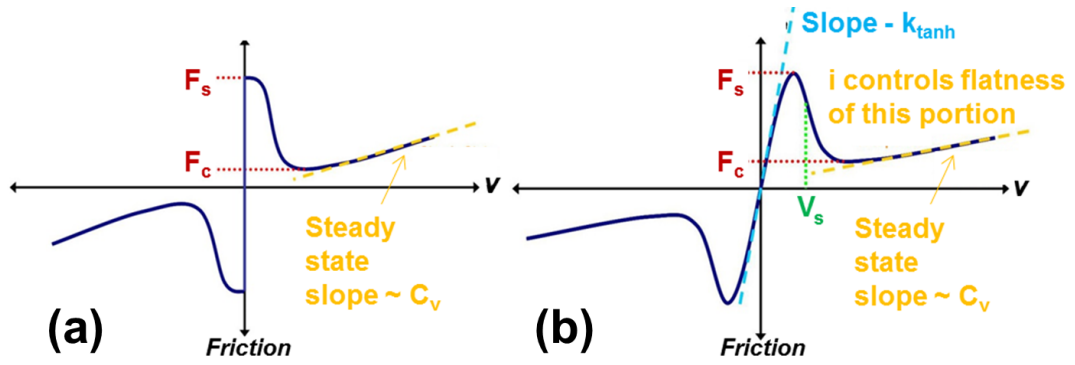 F_s
F_c
v
Steady
state
slope ~ C_v
(a)
Friction
Slope - k_tanh
F_s
i controls flatness
of this portion
F_c
v
V_s
Steady
state
slope ~ C_v
(b)
Friction